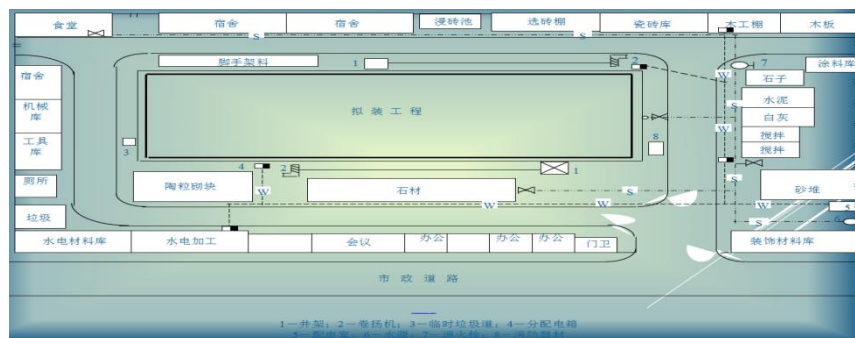 食堂
宿舍
宿舍
浸砖池
选砖棚
瓷砖库
木工棚
木板
S
S
脚手架料
1
2
7
涂料库
宿舍
W
W
石子
机械库
拟装工程
S
水泥
白灰
工具库
3
8
W
搅拌
搅拌
4
2
1
厕所
陶粒砌块
W
石材
S
S
砂堆
垃圾
W
W
W
5
S
6
水电材料库
水电加工
会议
办公
办公
办公
门卫
装饰材料库
市政道路
1—井架；2—卷扬机；3—临时垃圾道；4—分配电箱